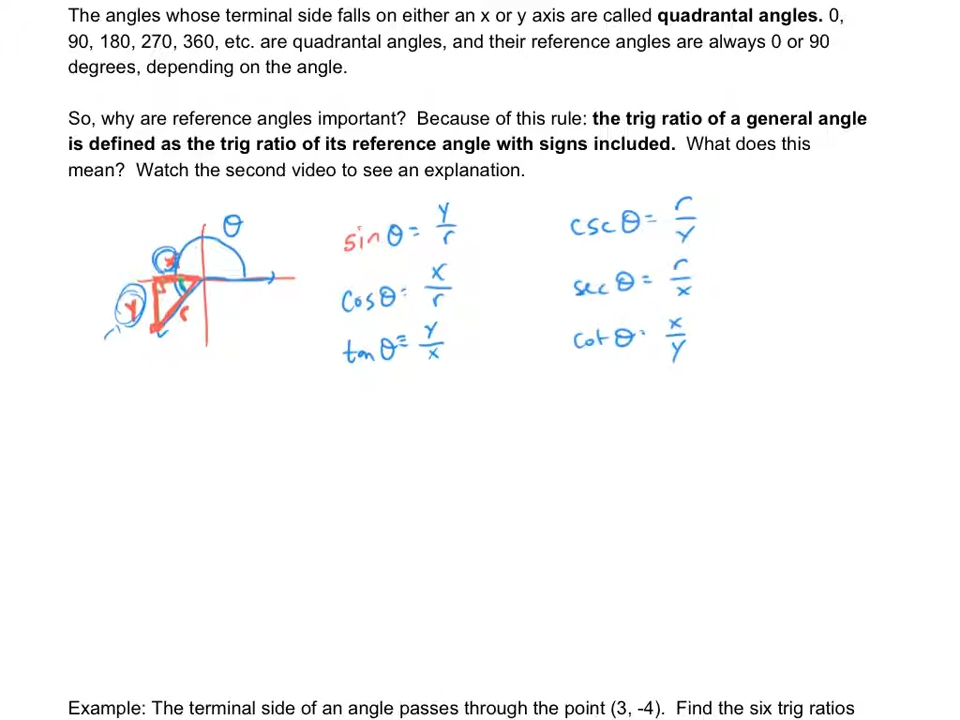 The angles whose terminal side falls on either an x or y axis are called quadrantal angles. 0,
90, 180, 270, 360, etc. are quadrantal angles, and their reference angles are always 0 or 90
degrees, depending on the angle.
So, why are reference angles important? Because of this rule: the trig ratio of a general angle
is defined as the trig ratio of its reference angle with signs included. What does this
mean? Watch the second video to see an explanation.
θ
x
y
r
sin θ = y/r
cos θ = x/r
tan θ = y/x
csc θ = r/y
sec θ = r/x
cot θ = x/y
Example: The terminal side of an angle passes through the point (3, -4). Find the six trig ratios